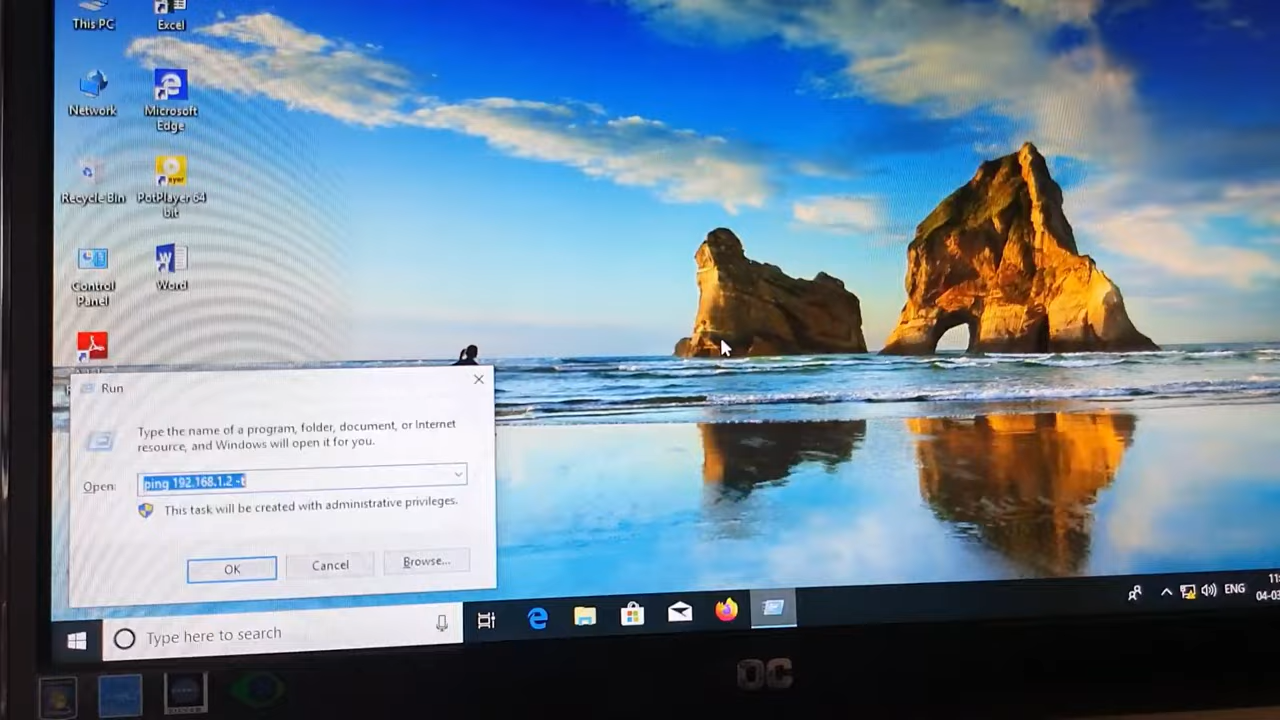 This PC
Excel
Network
Microsoft
Edge
Recycle Bin
PotPlayer 64
bit
Control
Panel
Word
Run
Type the name of a program, folder, document, or Internet
resource, and Windows will open it for you.
Open:
ping 192.168.1.2 -t
This task will be created with administrative privileges.
OK
Cancel
Browse...
Type here to search
ENG